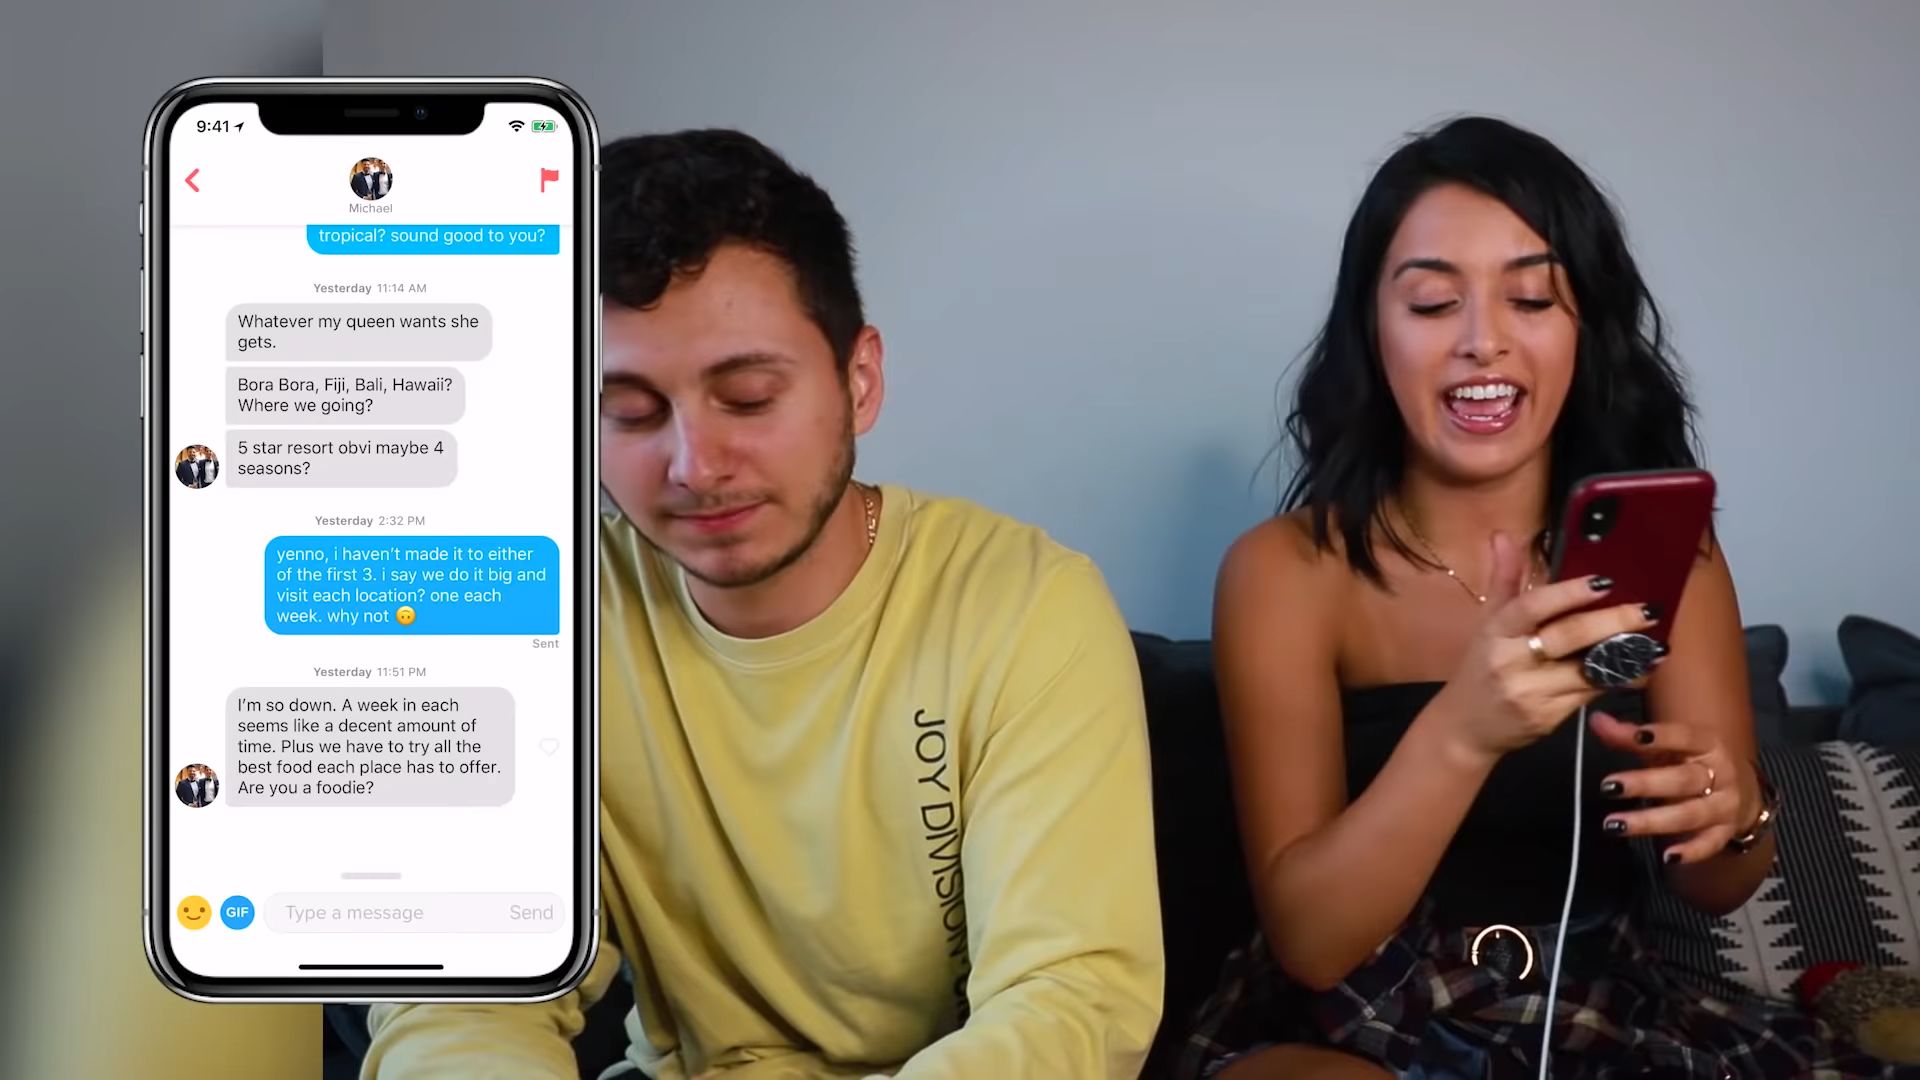 9:41
Michael
tropical? sound good to you?
Yesterday 11:14 AM
Whatever my queen wants she
gets.
Bora Bora, Fiji, Bali, Hawaii?
Where we going?
5 star resort obvi maybe 4
seasons?
Yesterday 2:32 PM
yenno, i haven’t made it to either
of the first 3. i say we do it big and
visit each location? one each
week. why not 🙃
Sent
Yesterday 11:51 PM
I’m so down. A week in each
seems like a decent amount of
time. Plus we have to try all the
best food each place has to offer.
Are you a foodie?
GIF
Type a message
Send
JOY DIVISION